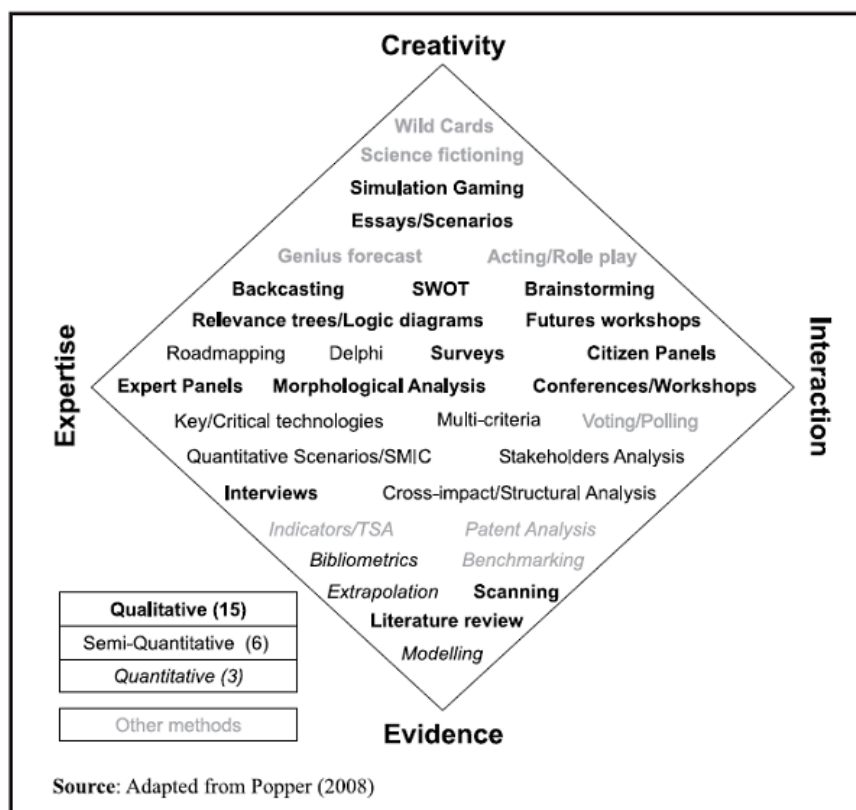 Creativity
Wild Cards
Science fictioning
Simulation Gaming
Essays/Scenarios
Genius forecast Acting/Role play
Backcasting SWOT Brainstorming
Relevance trees/Logic diagrams Futures workshops
Roadmapping Delphi Surveys Citizen Panels
Expert Panels Morphological Analysis Conferences/Workshops
Key/Critical technologies Multi-criteria Voting/Polling
Quantitative Scenarios/SMIC Stakeholders Analysis
Interviews Cross-impact/Structural Analysis
Indicators/TSA Patent Analysis
Bibliometrics Benchmarking
Extrapolation Scanning
Literature review
Modelling
Expertise
Interaction
Evidence
Qualitative (15)
Semi-Quantitative (6)
Quantitative (3)
Other methods
Source: Adapted from Popper (2008)